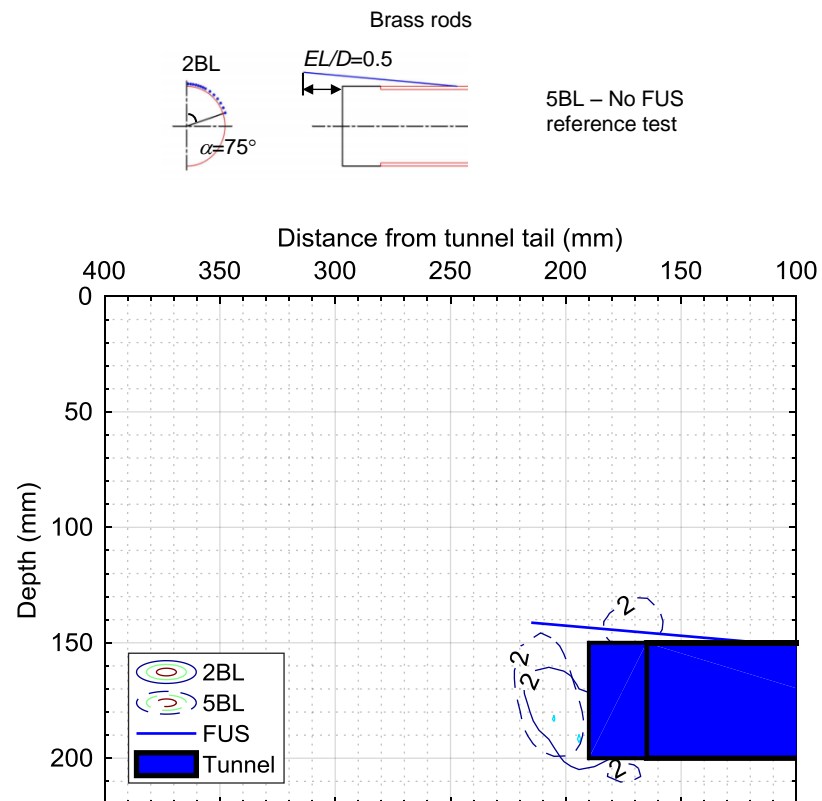 Brass rods
2BL
EL/D=0.5
α=75°
5BL – No FUS
reference test
Distance from tunnel tail (mm)
400 350 300 250 200 150 100
0
50
100
150
200
Depth (mm)
2
2
2
2
2BL
5BL
FUS
Tunnel